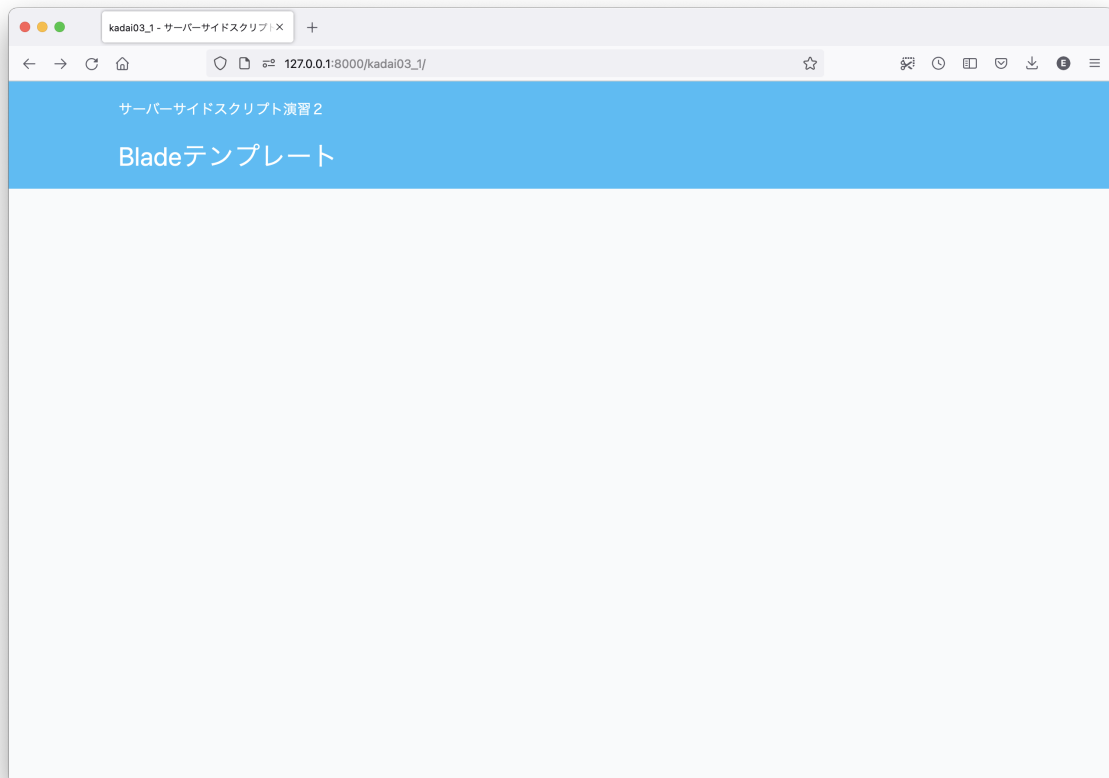 kadai03_1 - サーバーサイドスクリプト
127.0.0.1:8000/kadai03_1/
E
サーバーサイドスクリプト演習２
Bladeテンプレート